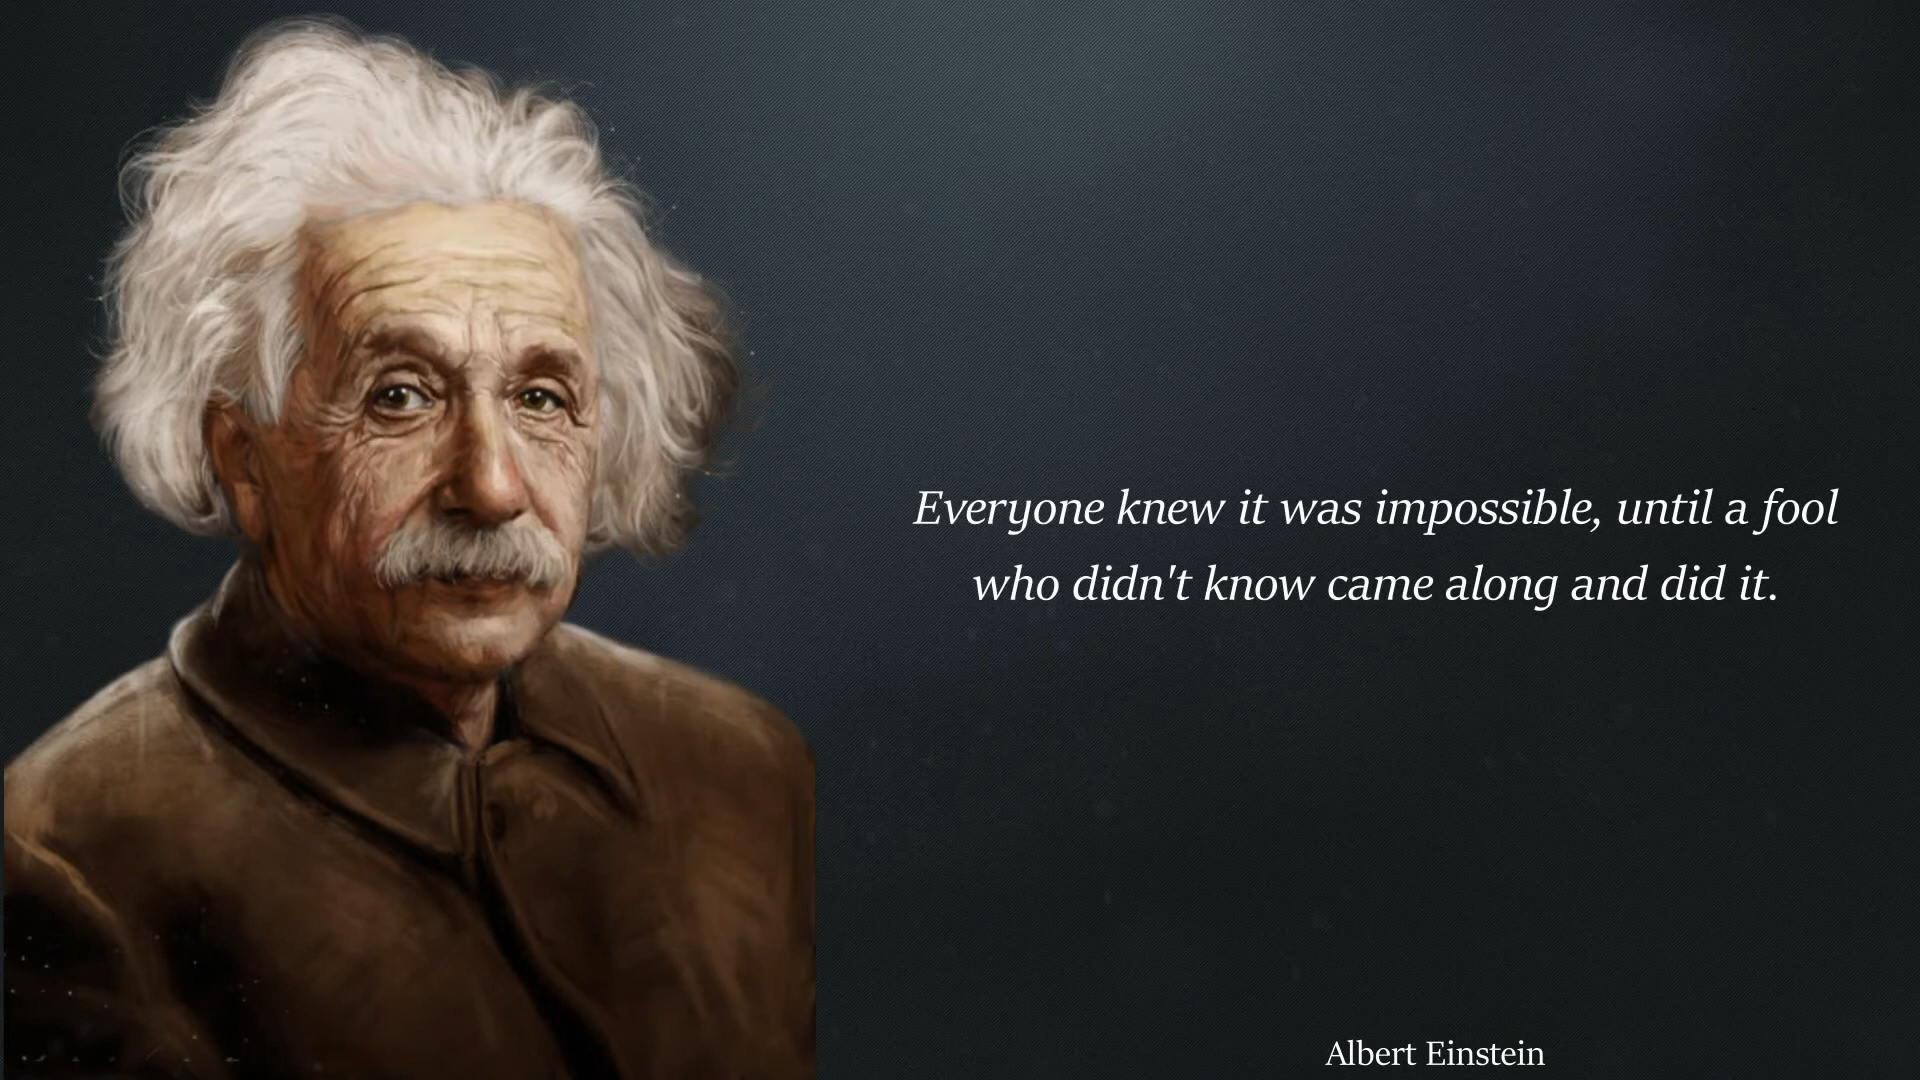 Everyone knew it was impossible, until a fool
who didn't know came along and did it.
Albert Einstein